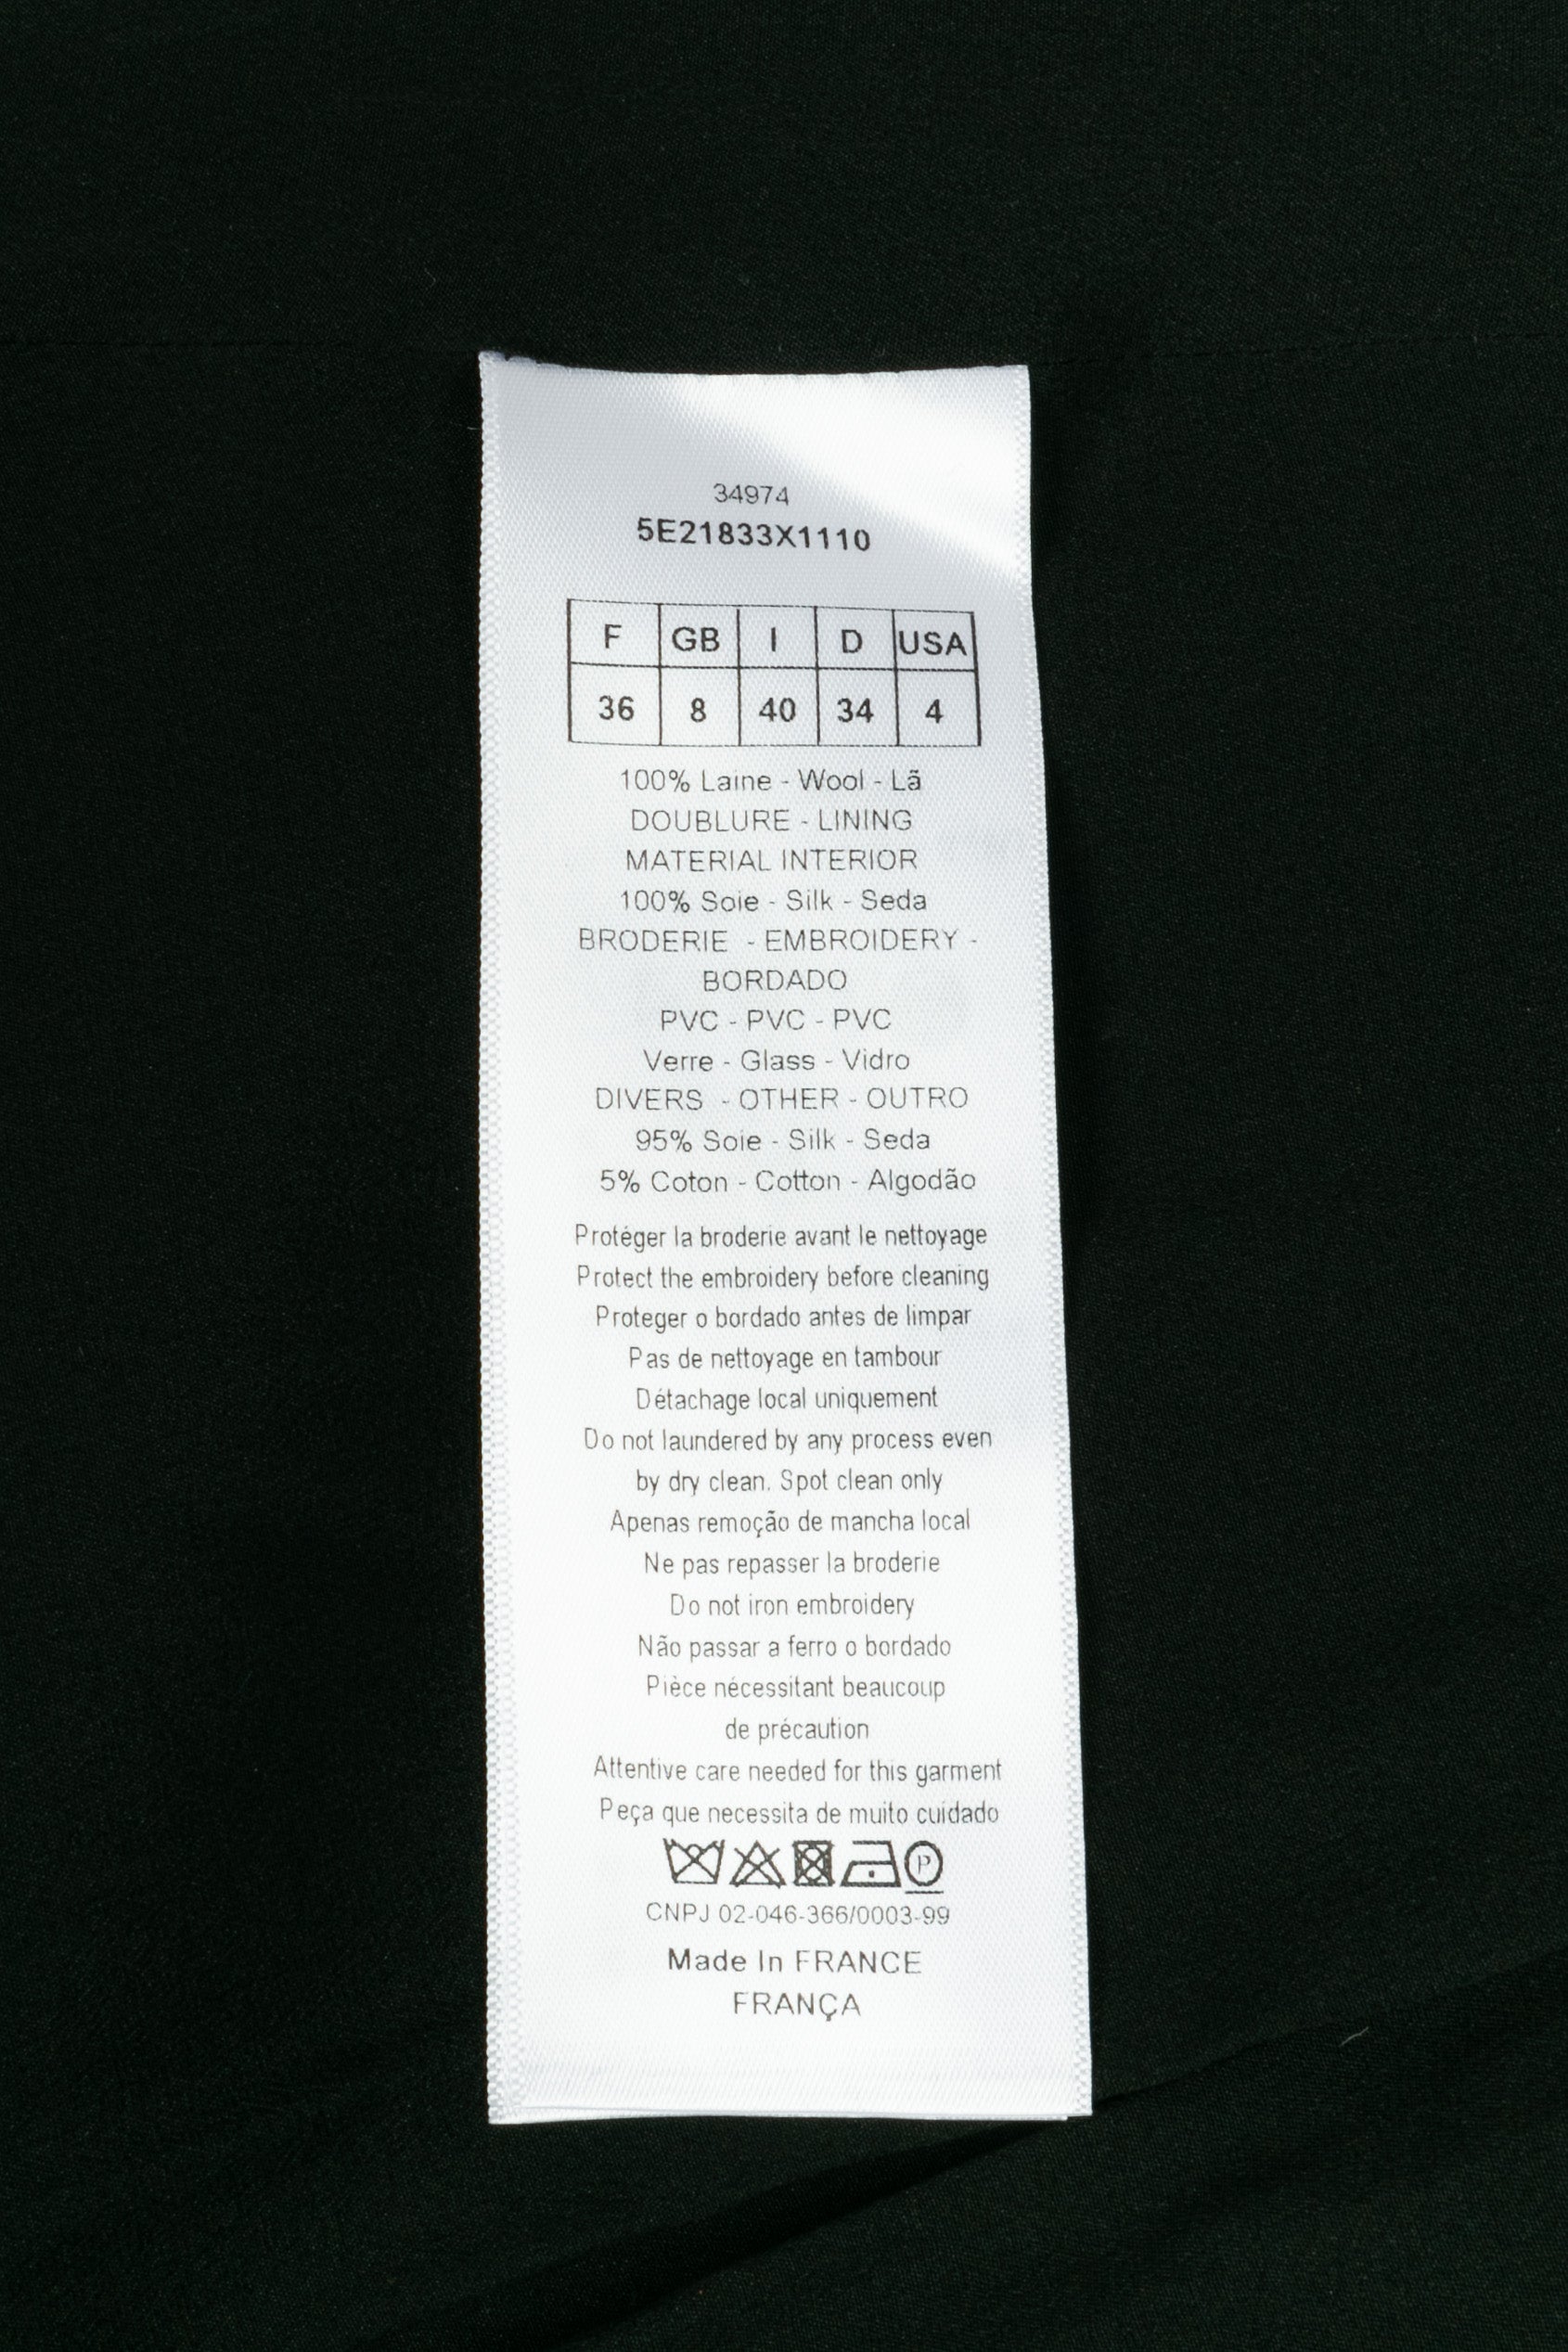 34974
5E21833X1110
F GB I D USA
36 8 40 34 4
100% Laine - Wool - Lã
DOUBLURE - LINING
MATERIAL INTERIOR
100% Soie - Silk - Seda
BRODERIE - EMBROIDERY -
BORDADO
PVC - PVC - PVC
Verre - Glass - Vidro
DIVERS - OTHER - OUTRO
95% Soie - Silk - Seda
5% Coton - Cotton - Algodão
Protéger la broderie avant le nettoyage
Protect the embroidery before cleaning
Proteger o bordado antes de limpar
Pas de nettoyage en tambour
Détachage local uniquement
Do not laundered by any process even
by dry clean. Spot clean only
Apenas remoção de mancha local
Ne pas repasser la broderie
Do not iron embroidery
Não passar a ferro o bordado
Pièce nécessitant beaucoup
de précaution
Attentive care needed for this garment
Peça que necessita de muito cuidado
P
CNPJ 02-046-366/0003-99
Made In FRANCE
FRANÇA